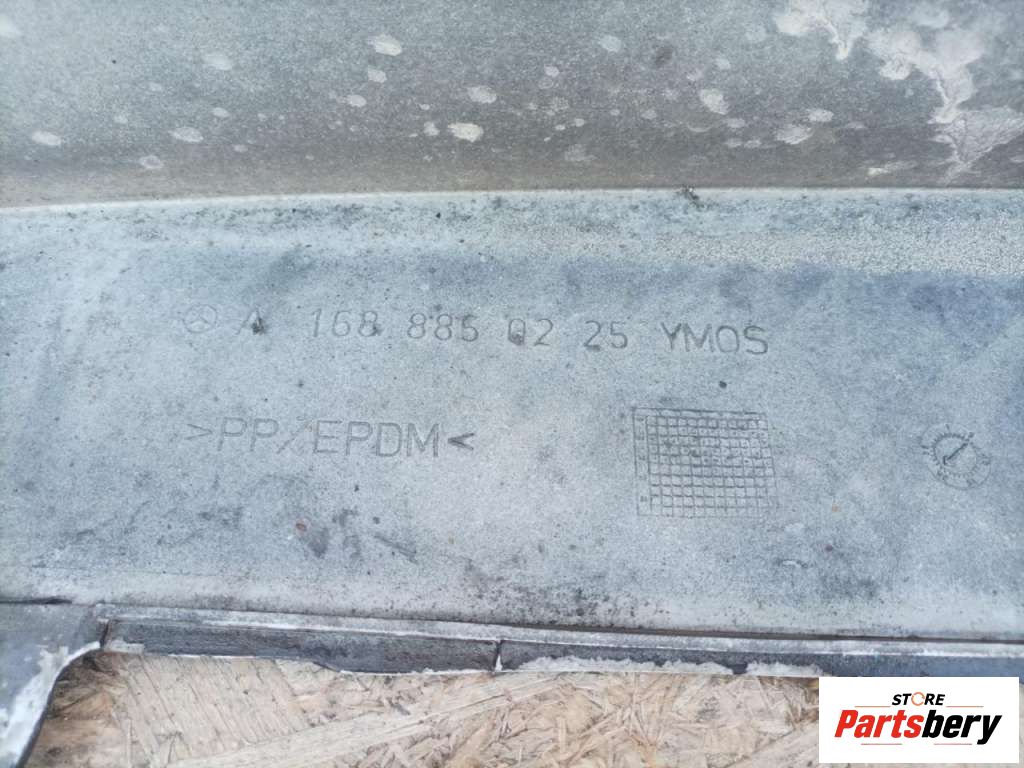 A 168 885 02 25 YMOS
>PP/EPDM<
STORE
Partsbery